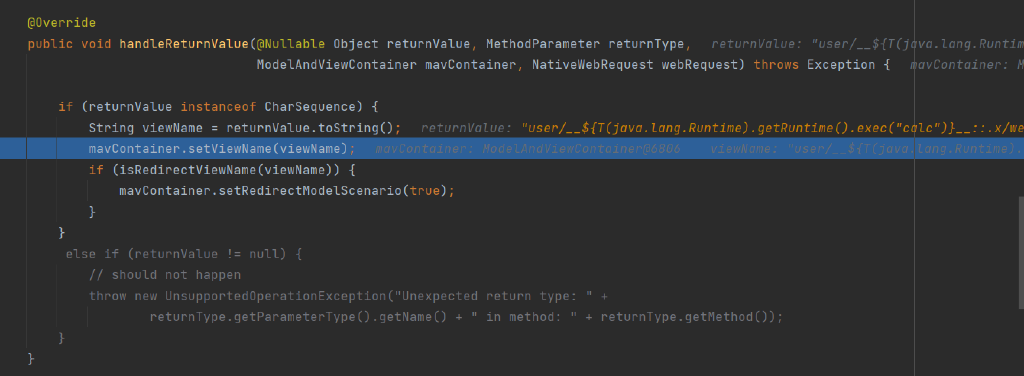 @Override
public void handleReturnValue(@Nullable Object returnValue, MethodParameter returnType,   returnValue: "user/__${T(java.lang.Runtim
ModelAndViewContainer mavContainer, NativeWebRequest webRequest) throws Exception {   mavContainer: M
if (returnValue instanceof CharSequence) {
String viewName = returnValue.toString();   returnValue: "user/__${T(java.lang.Runtime).getRuntime().exec("calc")}__::.x/we
mavContainer.setViewName(viewName);   mavContainer: ModelAndViewContainer@6806   viewName: "user/__${T(java.lang.Runtime).
if (isRedirectViewName(viewName)) {
mavContainer.setRedirectModelScenario(true);
}
}
else if (returnValue != null) {
// should not happen
throw new UnsupportedOperationException("Unexpected return type: " +
returnType.getParameterType().getName() + " in method: " + returnType.getMethod());
}
}